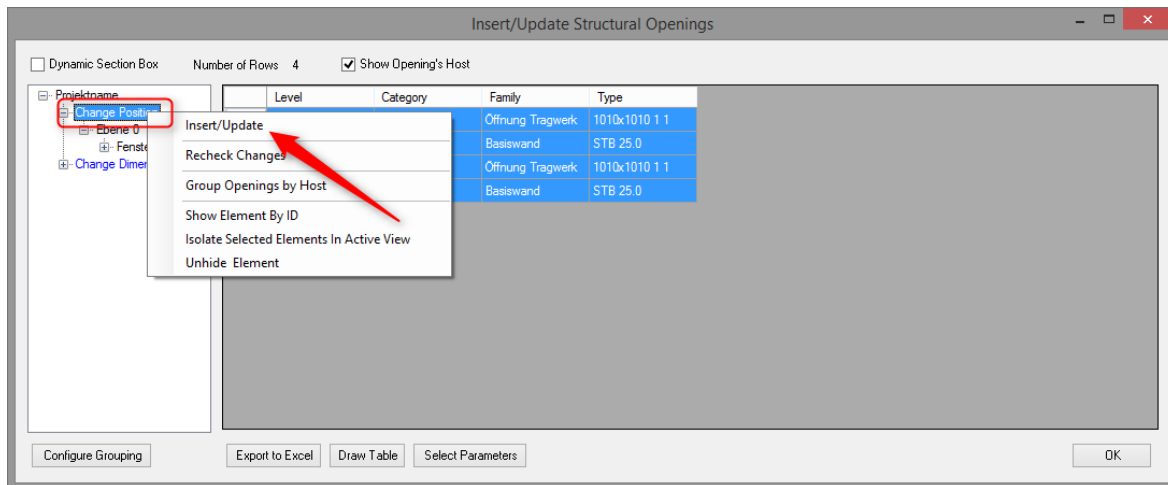 Insert/Update Structural Openings
Dynamic Section Box Number of Rows 4 Show Opening's Host
Projektname
Change Position
Ebene 0
Fenste
Change Dimer
Level Category Family Type
Öffnung Tragwerk 1010x1010 1 1
Basiswand STB 25.0
Öffnung Tragwerk 1010x1010 1 1
Basiswand STB 25.0
Insert/Update
Recheck Changes
Group Openings by Host
Show Element By ID
Isolate Selected Elements In Active View
Unhide Element
Configure Grouping Export to Excel Draw Table Select Parameters OK